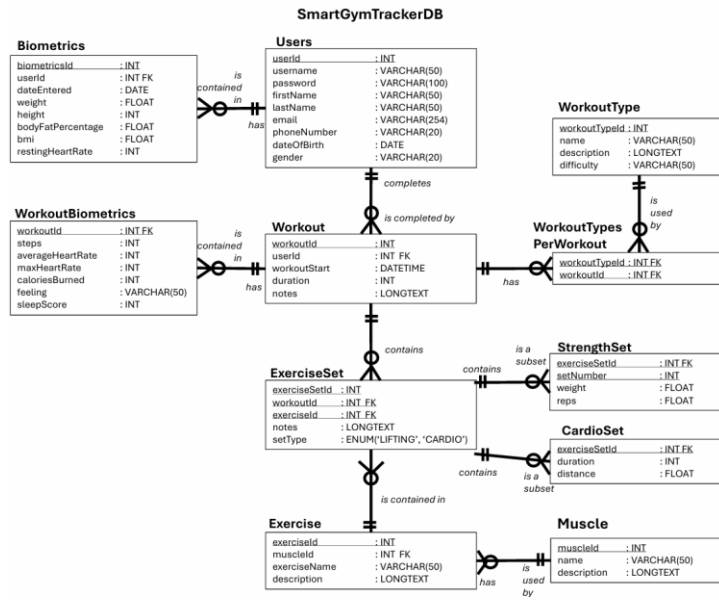 SmartGymTrackerDB
Biometrics
biometricsId : INT
userId : INT FK
dateEntered : DATE
weight : FLOAT
height : INT
bodyFatPercentage : FLOAT
bmi : FLOAT
restingHeartRate : INT
is
contained
in
has
Users
userId : INT
username : VARCHAR(50)
password : VARCHAR(100)
firstName : VARCHAR(50)
lastName : VARCHAR(50)
email : VARCHAR(254)
phoneNumber : VARCHAR(20)
dateOfBirth : DATE
gender : VARCHAR(20)
WorkoutType
workoutTypeId : INT
name : VARCHAR(50)
description : LONGTEXT
difficulty : VARCHAR(50)
completes
is completed by
is
used
by
WorkoutBiometrics
workoutId : INT FK
steps : INT
averageHeartRate : INT
maxHeartRate : INT
caloriesBurned : INT
feeling : VARCHAR(50)
sleepScore : INT
is
contained
in
has
Workout
workoutId : INT
userId : INT FK
workoutStart : DATETIME
duration : INT
notes : LONGTEXT
has
WorkoutTypes
PerWorkout
workoutTypeId : INT FK
workoutId : INT FK
contains
ExerciseSet
exerciseSetId : INT
workoutId : INT FK
exerciseId : INT FK
notes : LONGTEXT
setType : ENUM('LIFTING', 'CARDIO')
contains
is a
subset
StrengthSet
exerciseSetId : INT FK
setNumber : INT
weight : FLOAT
reps : FLOAT
contains
is a
subset
CardioSet
exerciseSetId : INT FK
duration : INT
distance : FLOAT
is contained in
Exercise
exerciseId : INT
muscleId : INT FK
exerciseName : VARCHAR(50)
description : LONGTEXT
has
is
used
by
Muscle
muscleId : INT
name : VARCHAR(50)
description : LONGTEXT